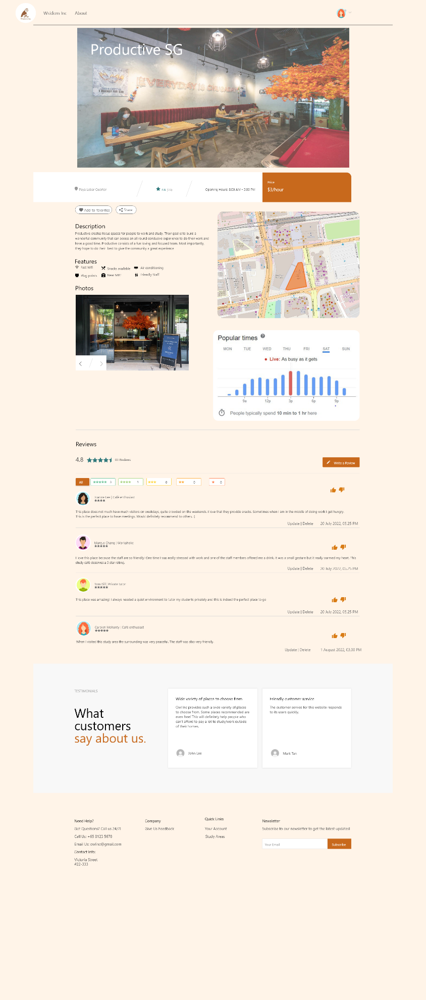 Wsidom Inc
Wsidom Inc
About
Productive SG
EVERYDAY IS
1 BUCKET FOR $30
Paya Lebar Quarter
4.8 (03)
Opening Hours: 8:00 AM - 5:00 PM
Price
$3/hour
Add to favorites
Share
Description
Productive creates focus spaces for people to work and study. Their goal is to build a
wonderful community that can access an all round conducive experience to do their work and
have a good time. Productive consists of a fun loving and focused team. Most importantly,
they hope to do their best to give the community a great experience
Features
Fast Wifi
Snacks available
Air conditioning
Plug points
Near MRT
Friendly Staff
Photos
Popular times
MON TUE WED THU FRI SAT SUN
Live: As busy as it gets
9a 12p 3p 6p 9p
People typically spend 10 min to 1 hr here
Reviews
4.8
03 Reviews
Write a Review
All
3
1
0
0
0
Joanne Lee | Café enthusiast
This place does not much have much visitors on weekdays, quite crowded on the weekends. I love that they provide snacks. Sometimes when I am in the middle of doing work I get hungry.
This is the perfect place to have meetings. Would definitely recommend to others. :)
Update | Delete 20 July 2022, 05.25 PM
Marcus Chang | Workaholic
I love this place because the staff are so friendly! One time I was really stressed with work and one of the staff members offered me a drink. It was a small gesture but it really warmed my heart. This
study café deserves a 5 star rating.
Update | Delete 20 July 2022, 05.25 PM
Tom Bill | Private tutor
This place was amazing! I always needed a quiet environment to tutor my students privately and this is indeed the perfect place to go
Update | Delete 20 July 2022, 05.25 PM
Carolyn Mohanty | Café enthusiast
When I visited this study area the surrounding was very peaceful. The staff was also very friendly.
Update | Delete 1 August 2022, 03.00 PM
TESTIMONIALS
What
customers
say about us.
Wide variety of places to choose from
Owl Inc provides such a wide variety of places
to choose from. Some places recommended are
even free! This will definitely help people who
can't afford to pay a lot to study/work outside
of their homes.
John Lee
Friendly customer service
The customer service for this website responds
to its users quickly.
Mark Tan
Need Help?
Got Questions? Call us 24/7!
Call Us: +65 8123 5678
Email Us: owlinc@gmail.com
Contact Info:
Victoria Street
#22-333
Company
Give Us Feedback
Quick Links
Your Account
Study Areas
Newsletter
Subscribe to our newsletter to get the latest updates!
Your Email
Subscribe